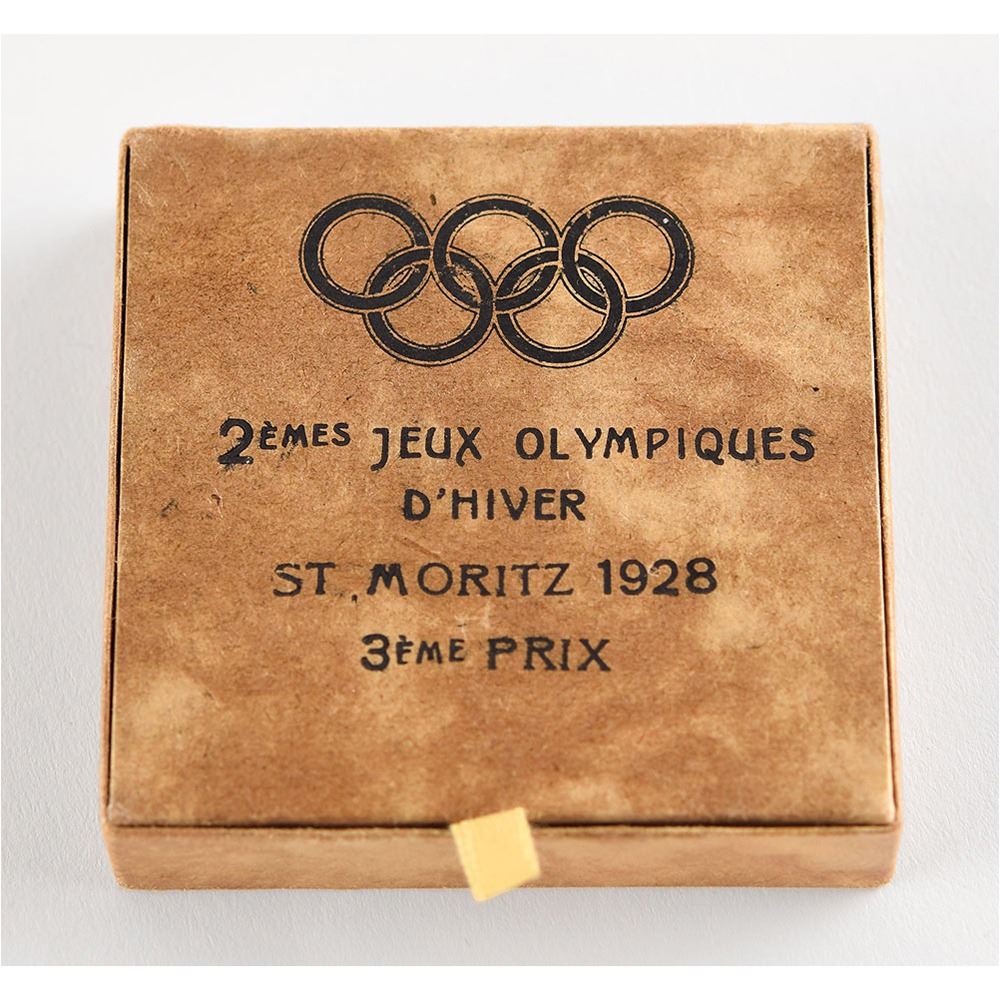 2ÈMES JEUX OLYMPIQUES
D'HIVER
ST. MORITZ 1928
3ÈME PRIX